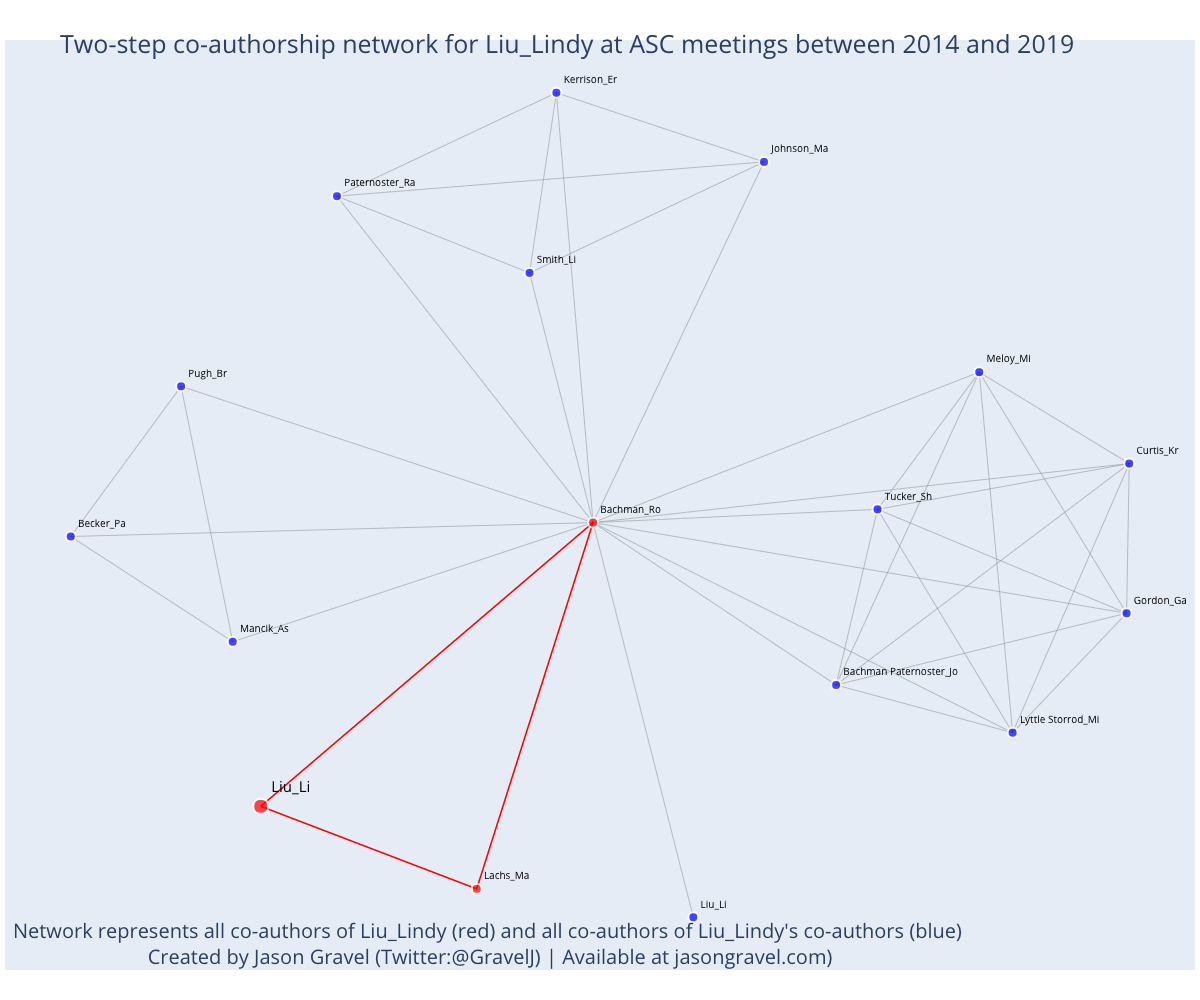 Two-step co-authorship network for Liu_Lindy at ASC meetings between 2014 and 2019
Kerrison_Er
Johnson_Ma
Paternoster_Ra
Smith_Li
Meloy_Mi
Pugh_Br
Curtis_Kr
Tucker_Sh
Bachman_Ro
Becker_Pa
Gordon_Ga
Mancik_As
Bachman Paternoster_Jo
Lyttle Storrod_Mi
Liu_Li
Lachs_Ma
Liu_Li
Network represents all co-authors of Liu_Lindy (red) and all co-authors of Liu_Lindy's co-authors (blue)
Created by Jason Gravel (Twitter:@GravelJ) | Available at jasongravel.com)